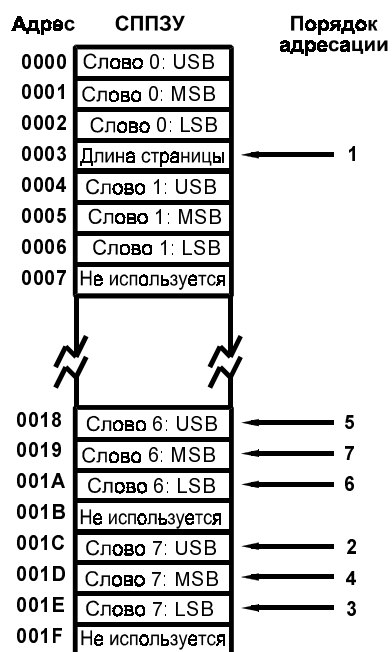 Адрес СППЗУ Порядок
адресации
0000 Слово 0: USB
0001 Слово 0: MSB
0002 Слово 0: LSB
0003 Длина страницы 1
0004 Слово 1: USB
0005 Слово 1: MSB
0006 Слово 1: LSB
0007 Не используется
0018 Слово 6: USB 5
0019 Слово 6: MSB 7
001A Слово 6: LSB 6
001B Не используется
001C Слово 7: USB 2
001D Слово 7: MSB 4
001E Слово 7: LSB 3
001F Не используется